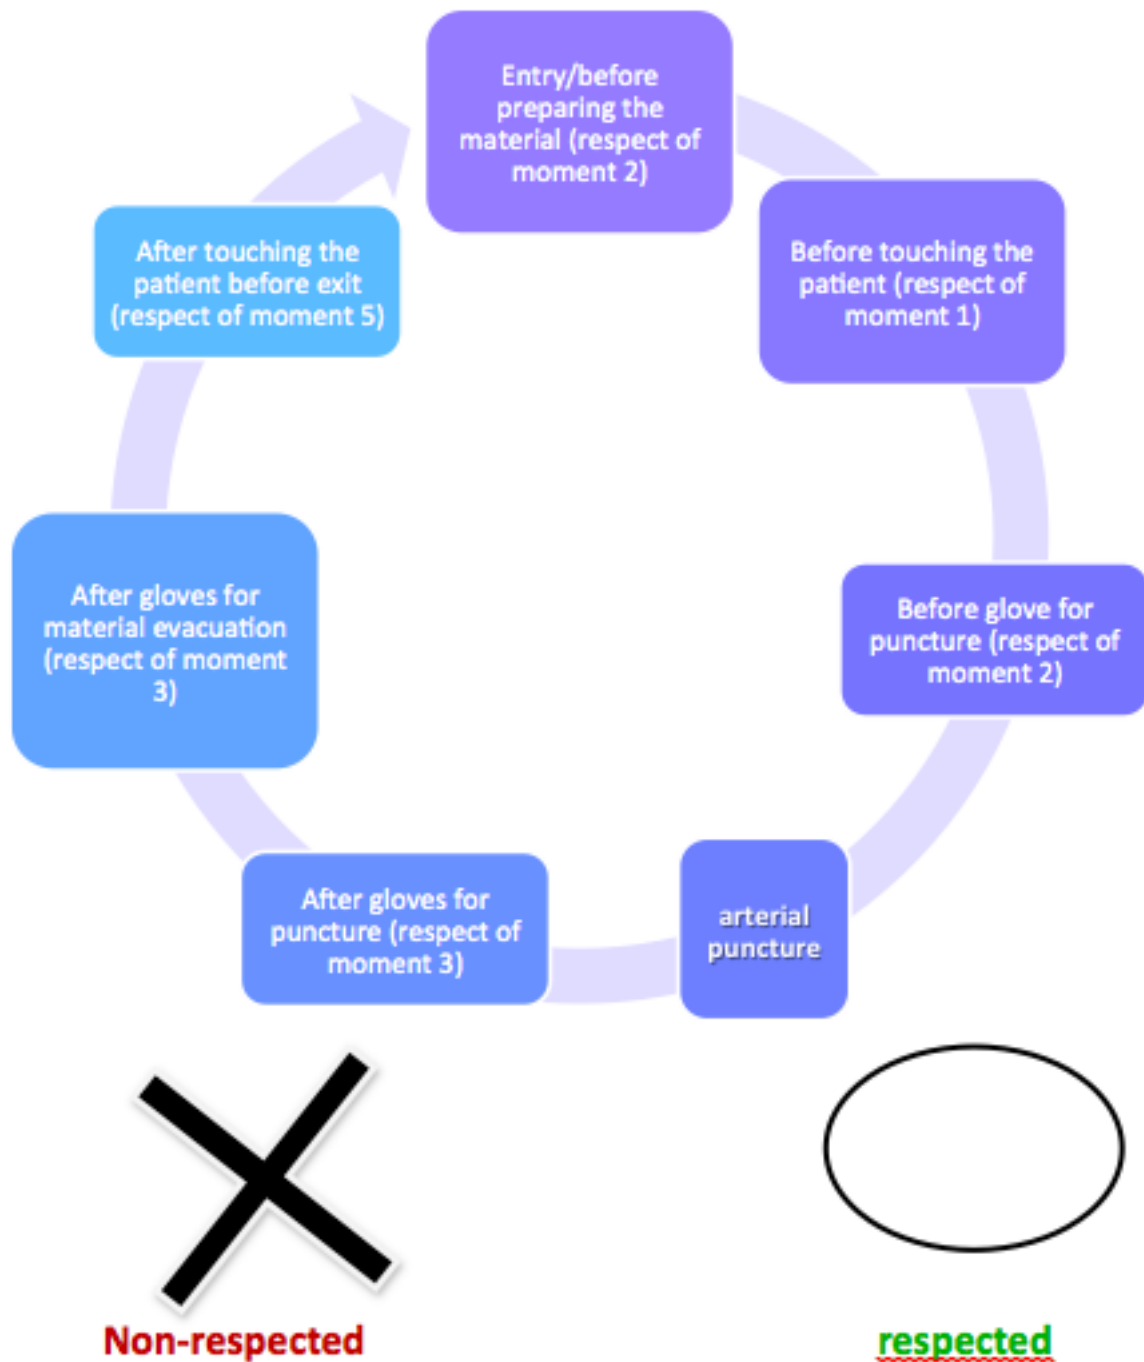 Entry/before
preparing the
material (respect of
moment 2)
Before touching the
patient (respect of
moment 1)
Before glove for
puncture (respect of
moment 2)
arterial
puncture
After gloves for
puncture (respect of
moment 3)
After gloves for
material evacuation
(respect of moment
3)
After touching the
patient before exit
(respect of moment 5)
Non-respected
respected